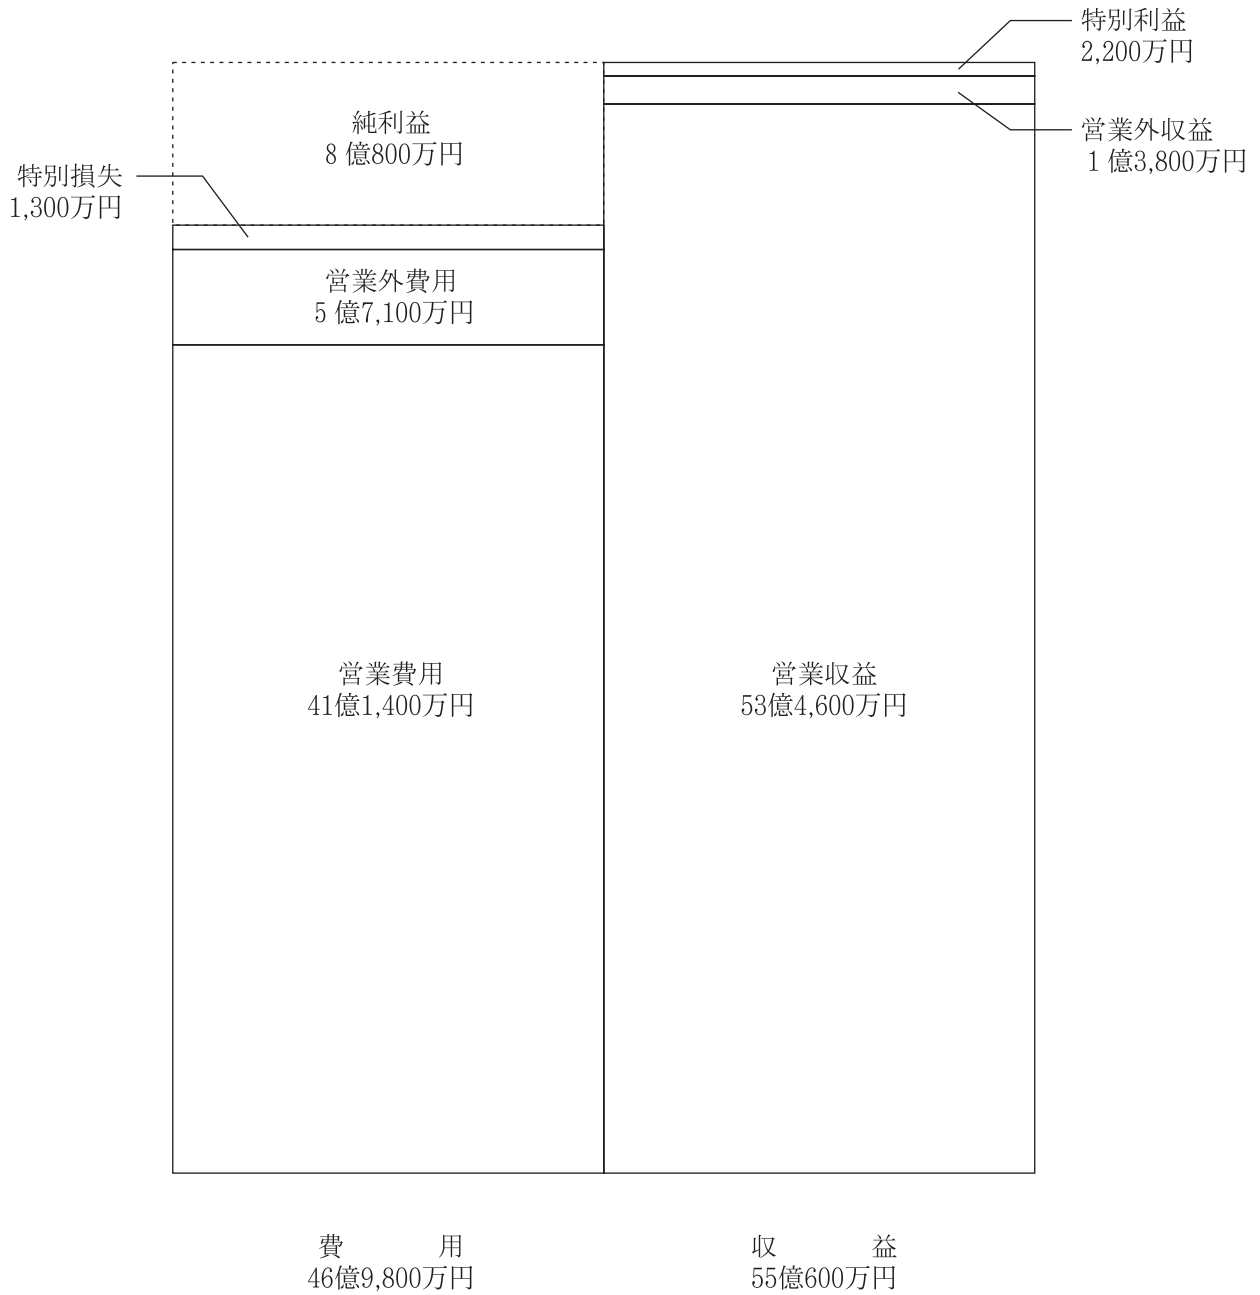 特別利益
2,200万円
純利益
8億800万円
営業外収益
1億3,800万円
特別損失
1,300万円
営業外費用
5億7,100万円
営業費用
41億1,400万円
営業収益
53億4,600万円
費用
46億9,800万円
収益
55億600万円